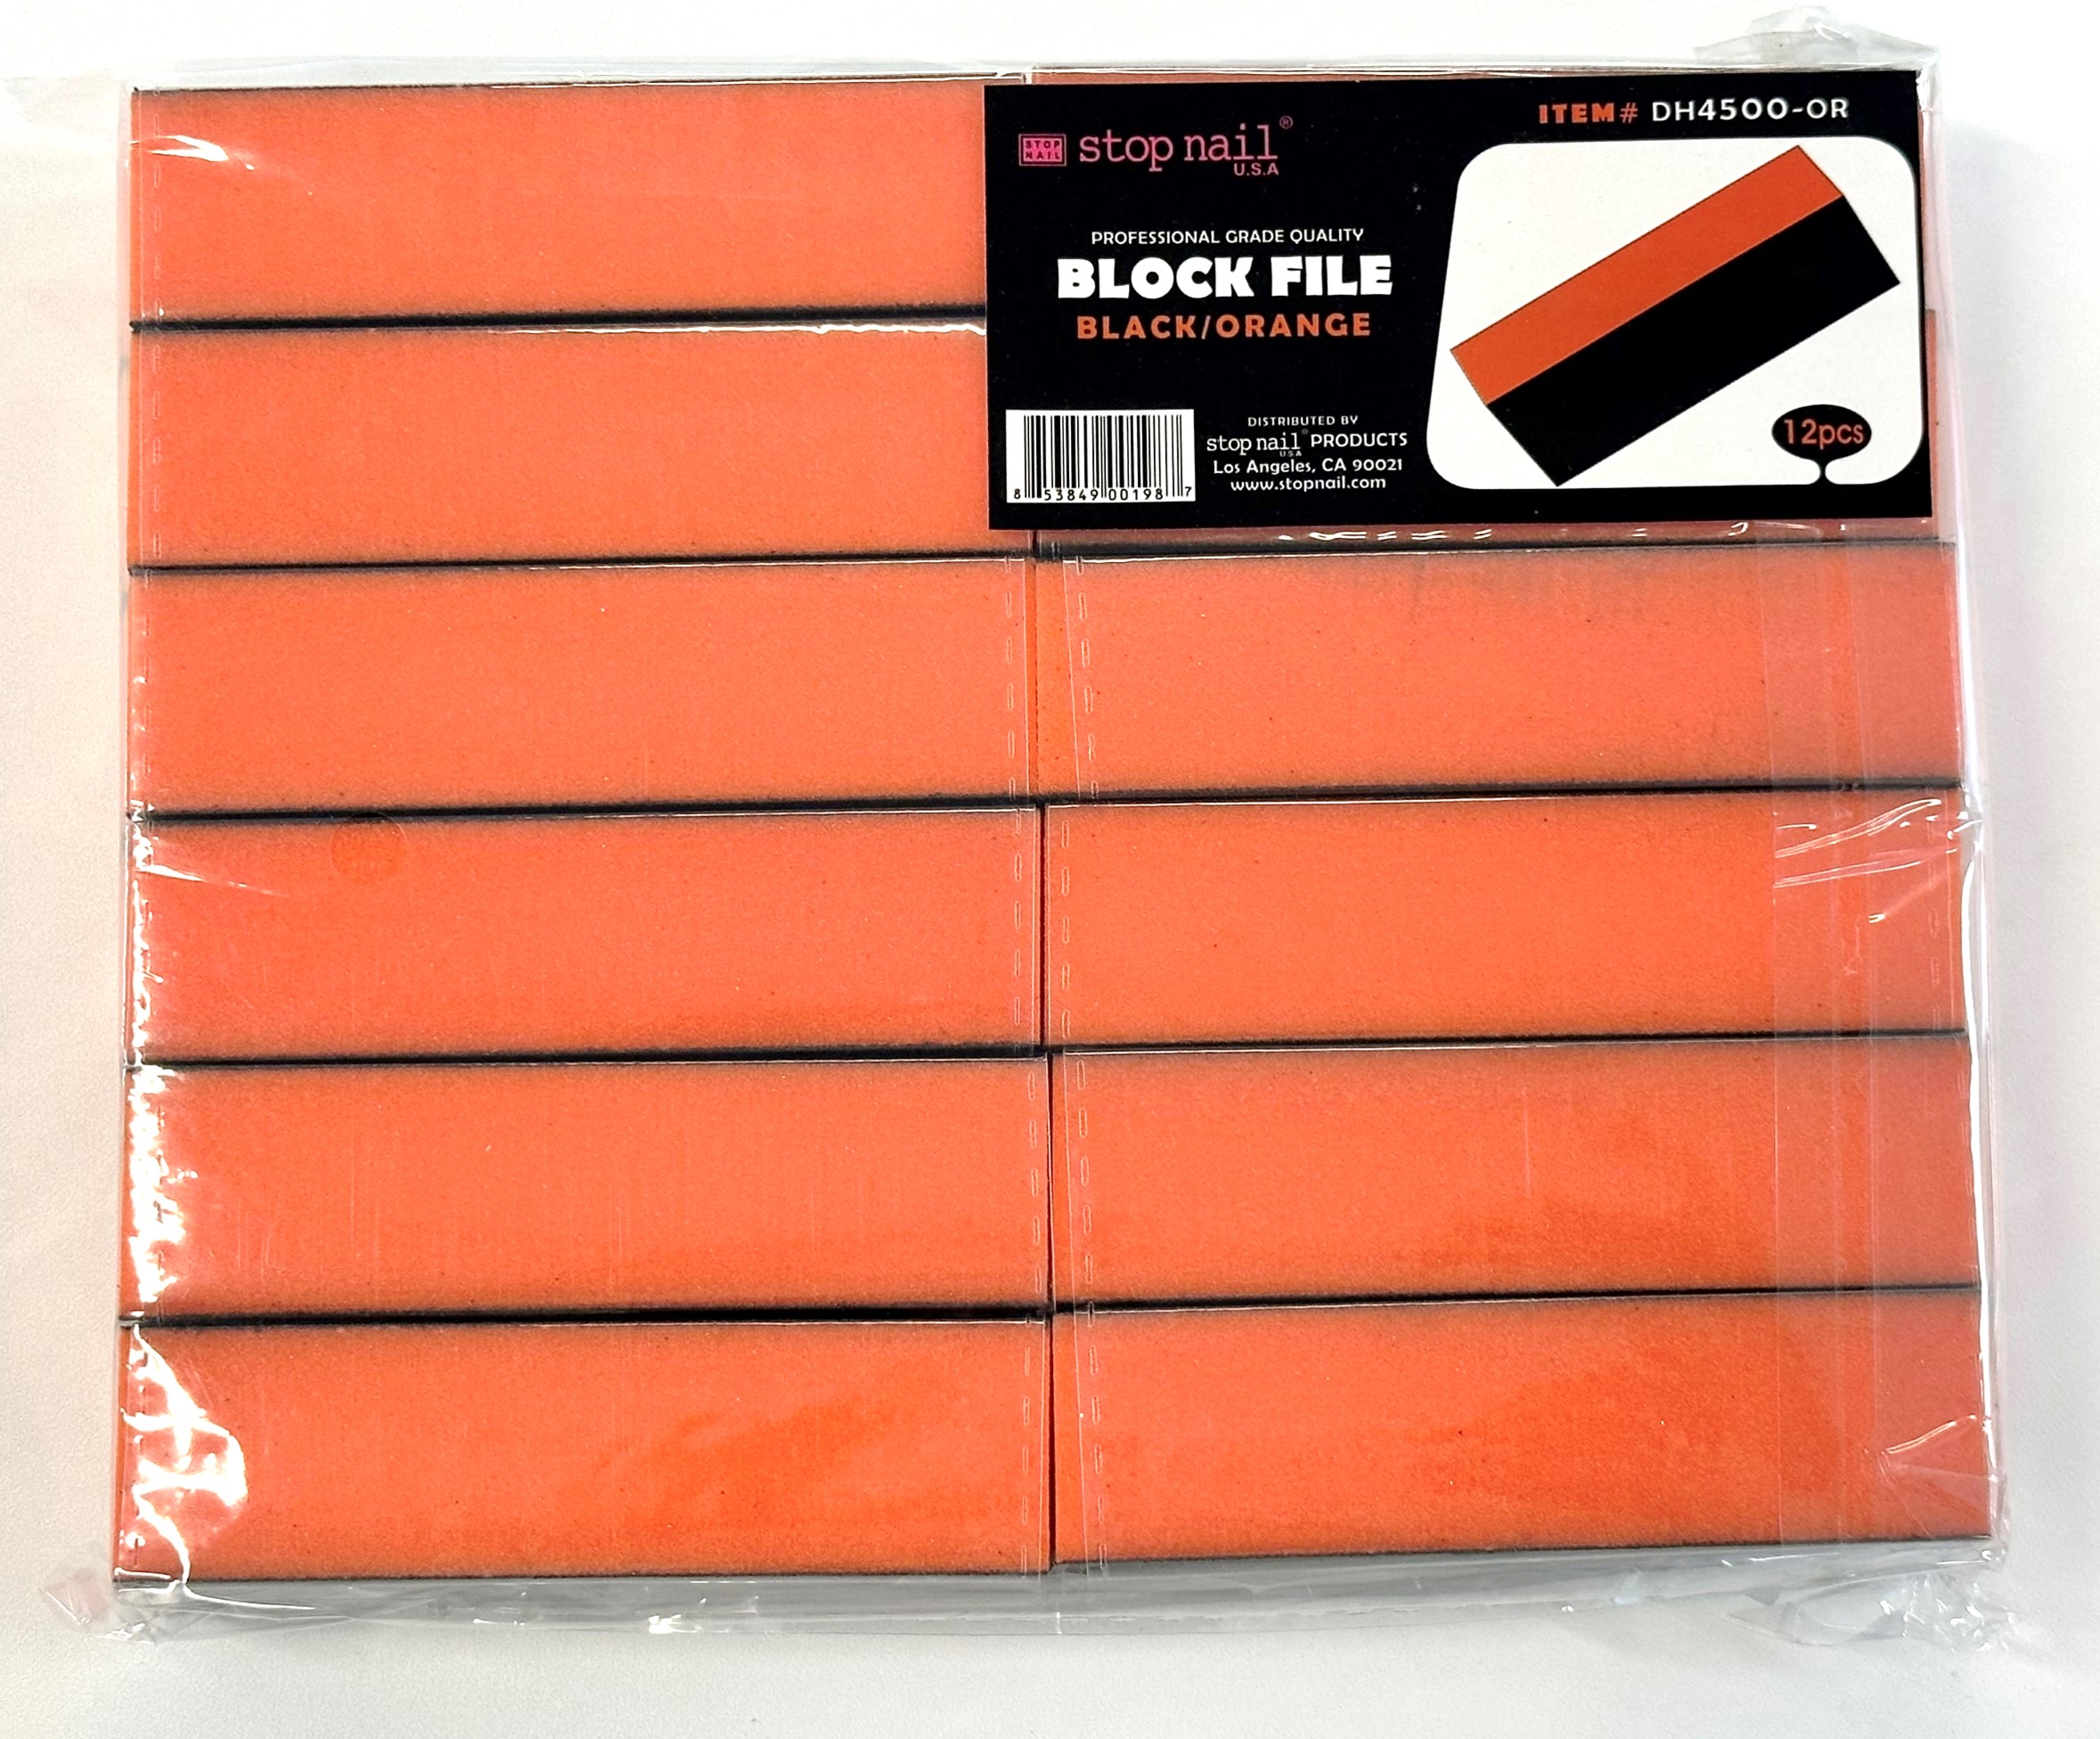 ITEM# DH4500-OR
STOP
NAIL
stop nail®
U.S.A
PROFESSIONAL GRADE QUALITY
BLOCK FILE
BLACK/ORANGE
12pcs
DISTRIBUTED BY
stop nail® PRODUCTS
USA
Los Angeles, CA 90021
www.stopnail.com
8 53849 00198 7